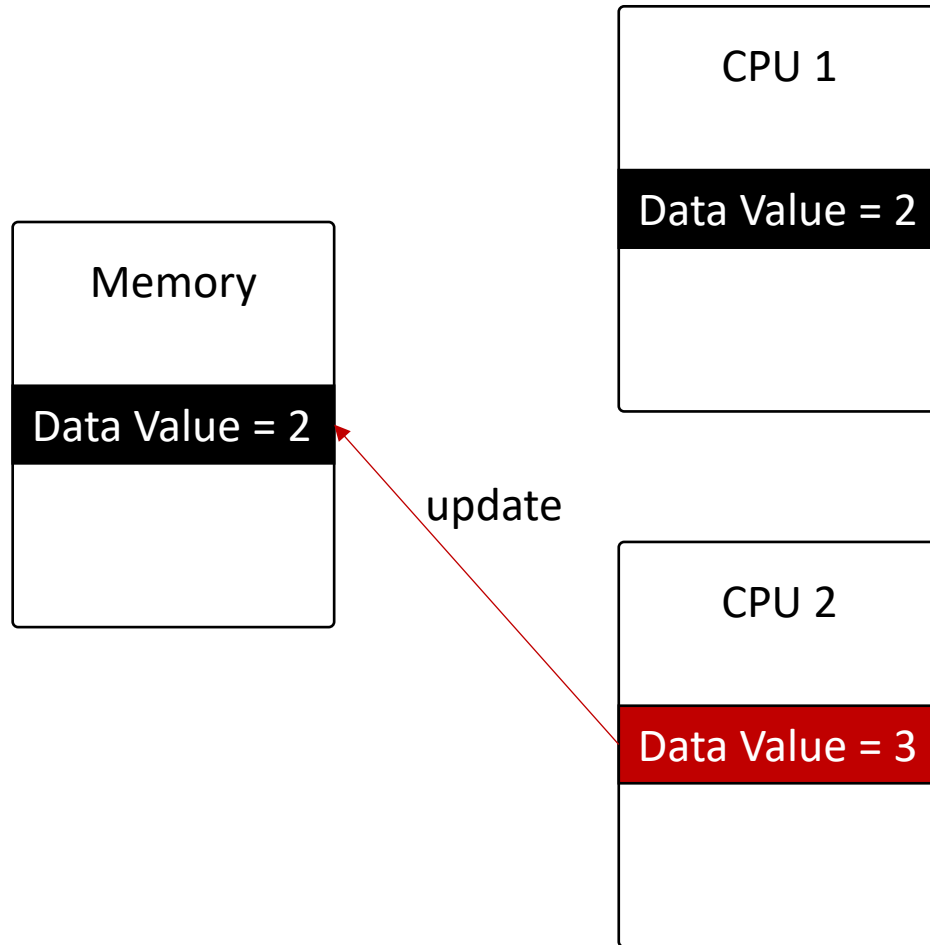 CPU 1
Data Value = 2
Memory
Data Value = 2
update
CPU 2
Data Value = 3